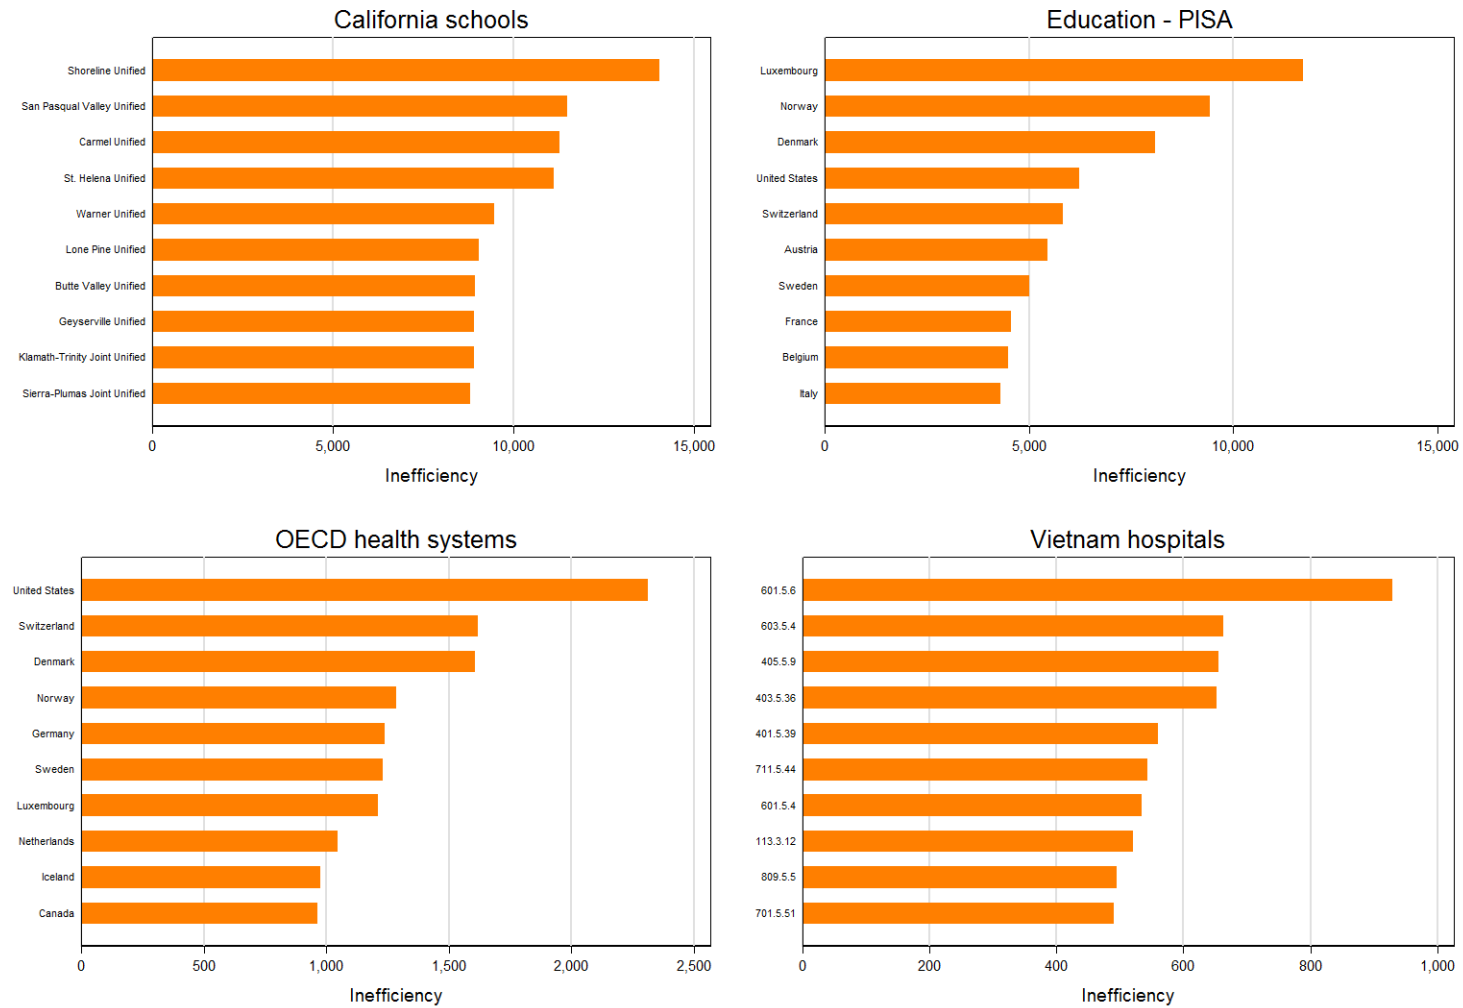 California schools
Shoreline Unified
San Pasqual Valley Unified
Carmel Unified
St. Helena Unified
Warner Unified
Lone Pine Unified
Butte Valley Unified
Geyserville Unified
Klamath-Trinity Joint Unified
Sierra-Plumas Joint Unified
0 5,000 10,000 15,000
Inefficiency
Education - PISA
Luxembourg
Norway
Denmark
United States
Switzerland
Austria
Sweden
France
Belgium
Italy
0 5,000 10,000 15,000
Inefficiency
OECD health systems
United States
Switzerland
Denmark
Norway
Germany
Sweden
Luxembourg
Netherlands
Iceland
Canada
0 500 1,000 1,500 2,000 2,500
Inefficiency
Vietnam hospitals
601.5.6
603.5.4
405.5.9
403.5.36
401.5.39
711.5.44
601.5.4
113.3.12
809.5.5
701.5.51
0 200 400 600 800 1,000
Inefficiency